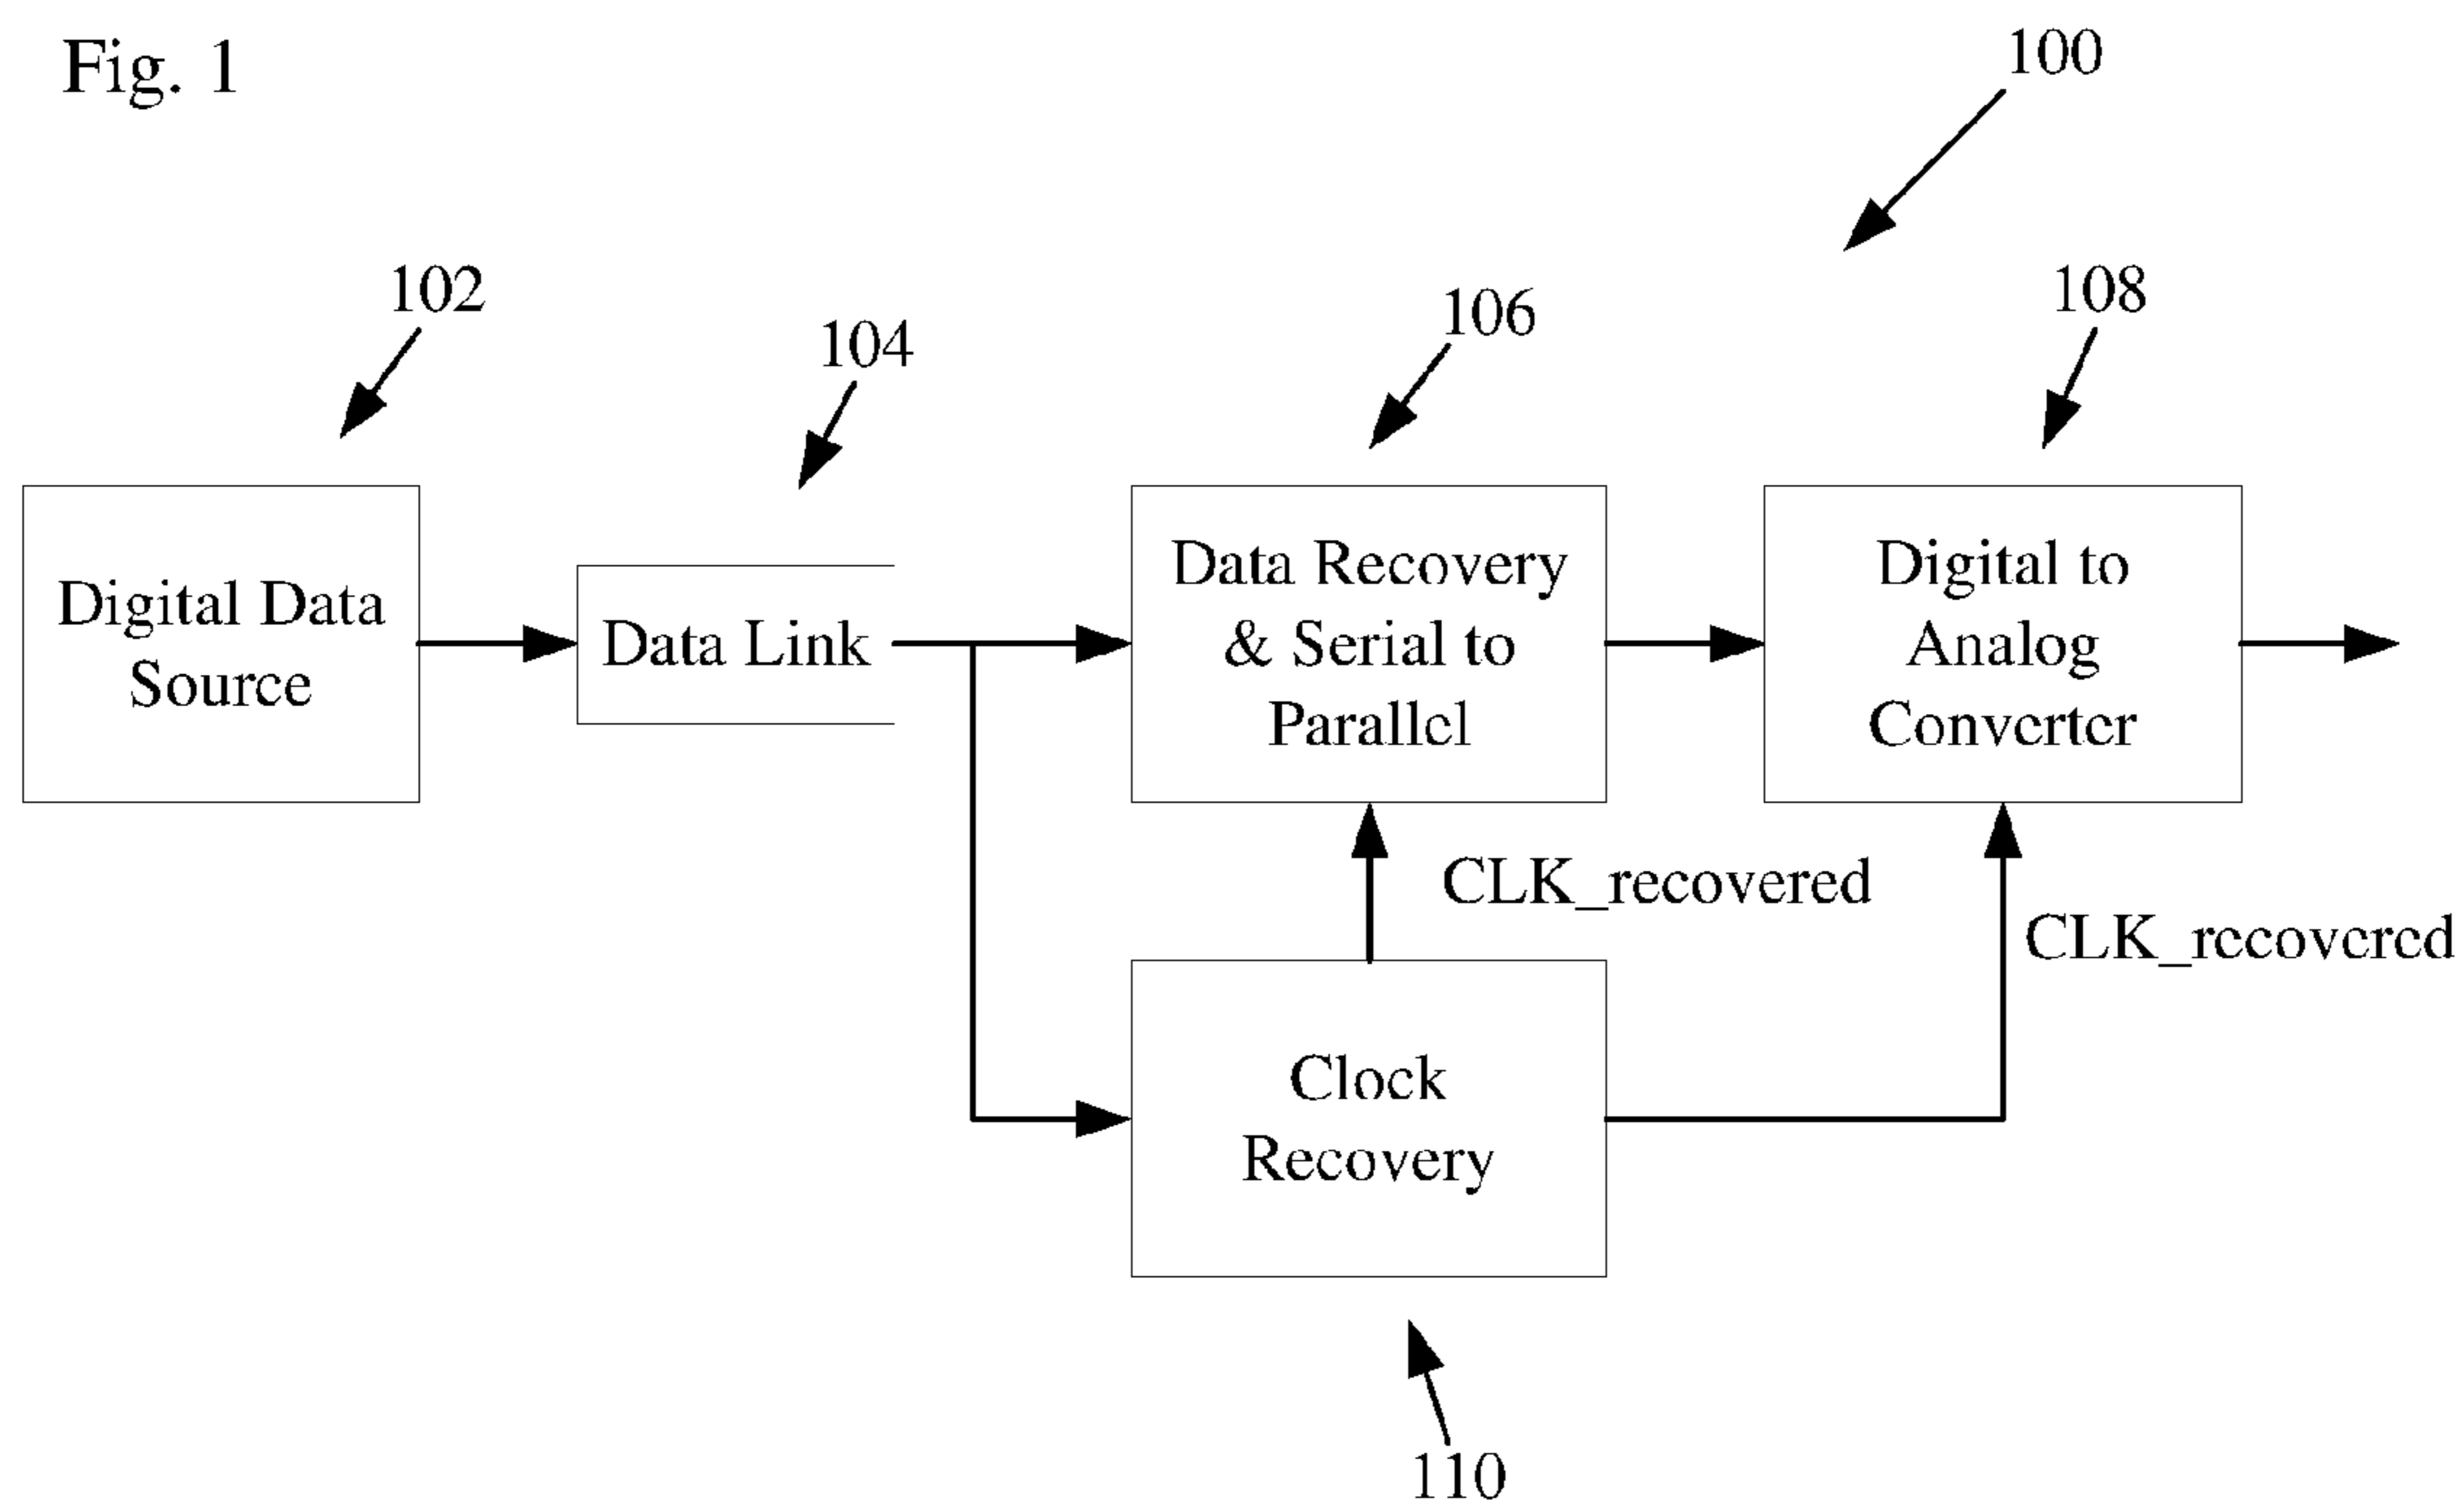 Fig. 1
100
102
104
106
108
Digital Data
Source
Data Link
Data Recovery
& Serial to
Parallel
Digital to
Analog
Converter
CLK_recovered
CLK_recovered
Clock
Recovery
110